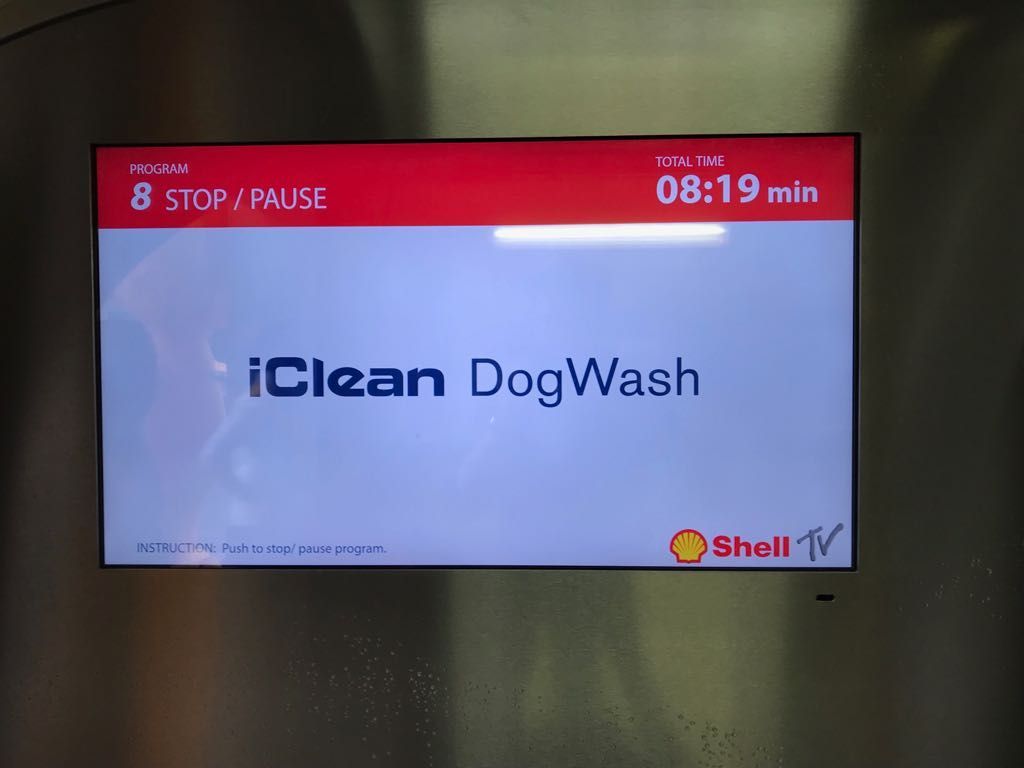 PROGRAM
8 STOP / PAUSE
TOTAL TIME
08:19 min
iClean DogWash
INSTRUCTION: Push to stop/ pause program.
Shell TV